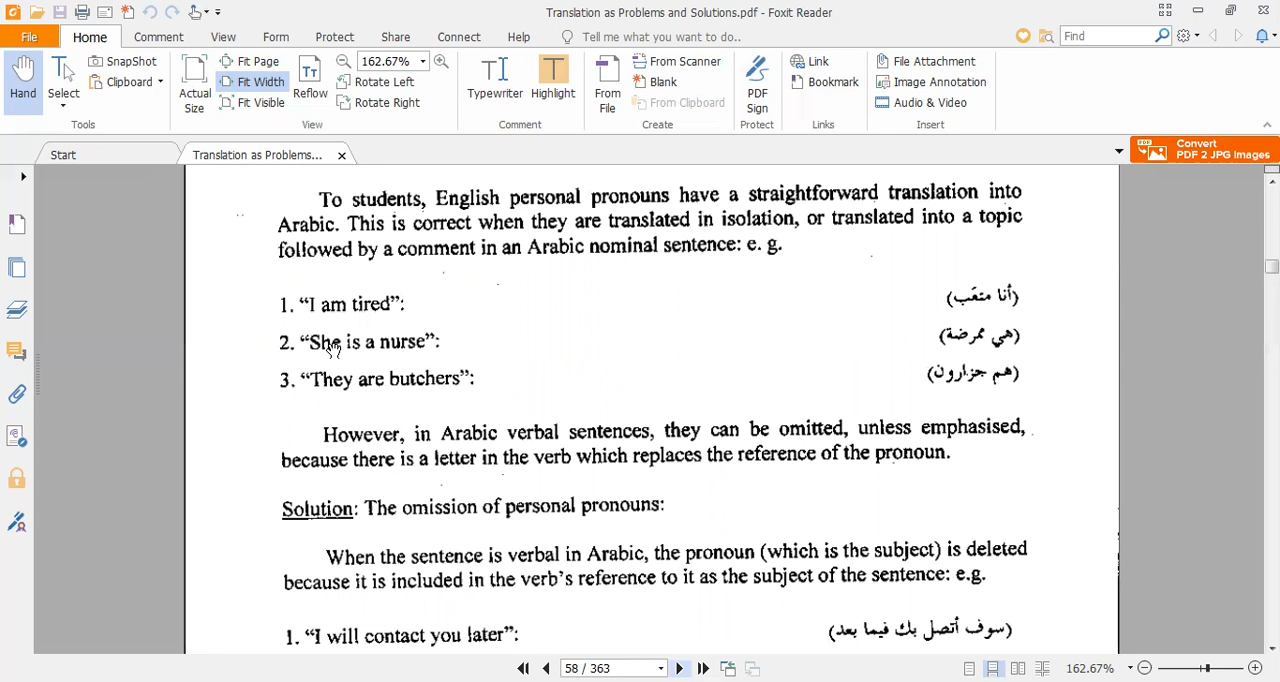 Translation as Problems and Solutions.pdf - Foxit Reader
File Home Comment View Form Protect Share Connect Help Tell me what you want to do.. Find
Hand Select SnapShot Clipboard Actual Size Fit Page Fit Width Fit Visible Reflow 162.67% Rotate Left Rotate Right Typewriter Highlight From File From Scanner Blank From Clipboard PDF Sign Link Bookmark File Attachment Image Annotation Audio & Video
Tools View Comment Create Protect Links Insert
Start Translation as Problems... Convert PDF 2 JPG Images
To students, English personal pronouns have a straightforward translation into
Arabic. This is correct when they are translated in isolation, or translated into a topic
followed by a comment in an Arabic nominal sentence: e. g.
1. “I am tired”: (أنا متعَب)
2. “She is a nurse”: (هي ممرضة)
3. “They are butchers”: (هم جزارون)
However, in Arabic verbal sentences, they can be omitted, unless emphasised,
because there is a letter in the verb which replaces the reference of the pronoun.
Solution: The omission of personal pronouns:
When the sentence is verbal in Arabic, the pronoun (which is the subject) is deleted
because it is included in the verb’s reference to it as the subject of the sentence: e.g.
1. “I will contact you later”: (سوف أتصل بك فيما بعد)
58 / 363 162.67%